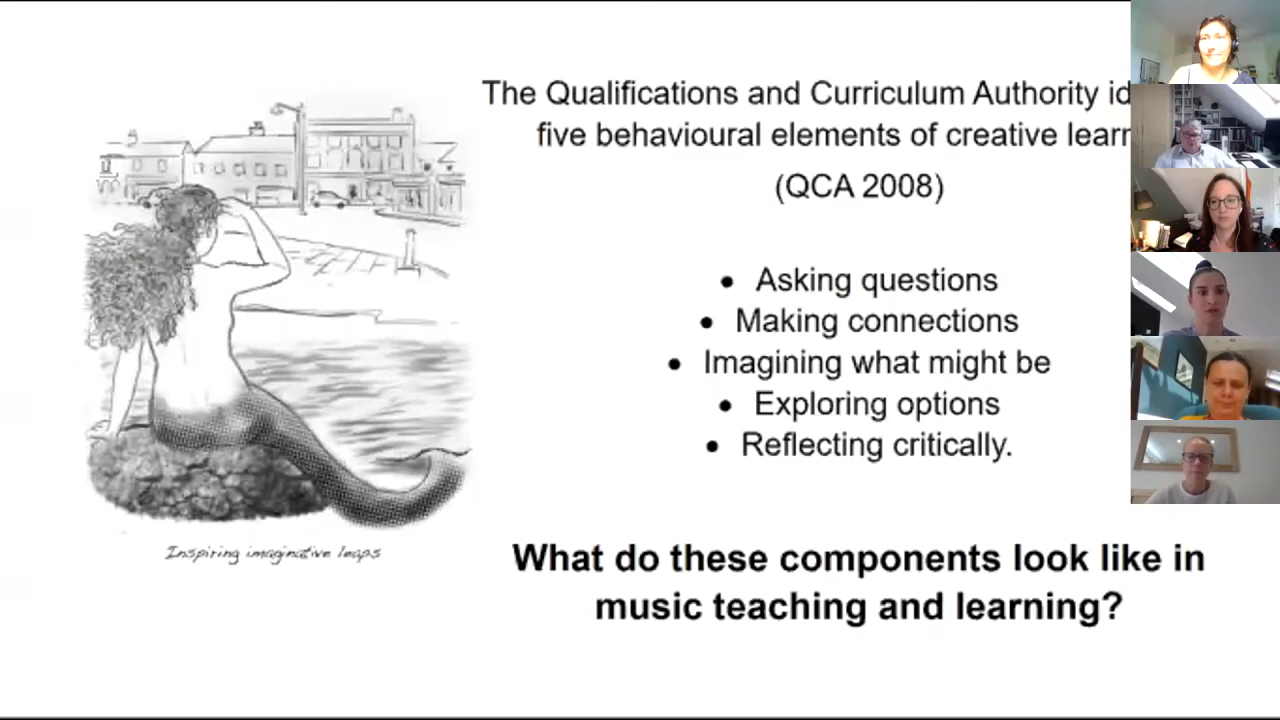 The Qualifications and Curriculum Authority
five behavioural elements of creative
(QCA 2008)
• Asking questions
• Making connections
• Imagining what might be
• Exploring options
• Reflecting critically.
Inspiring imaginative leaps
What do these components look like in
music teaching and learning?